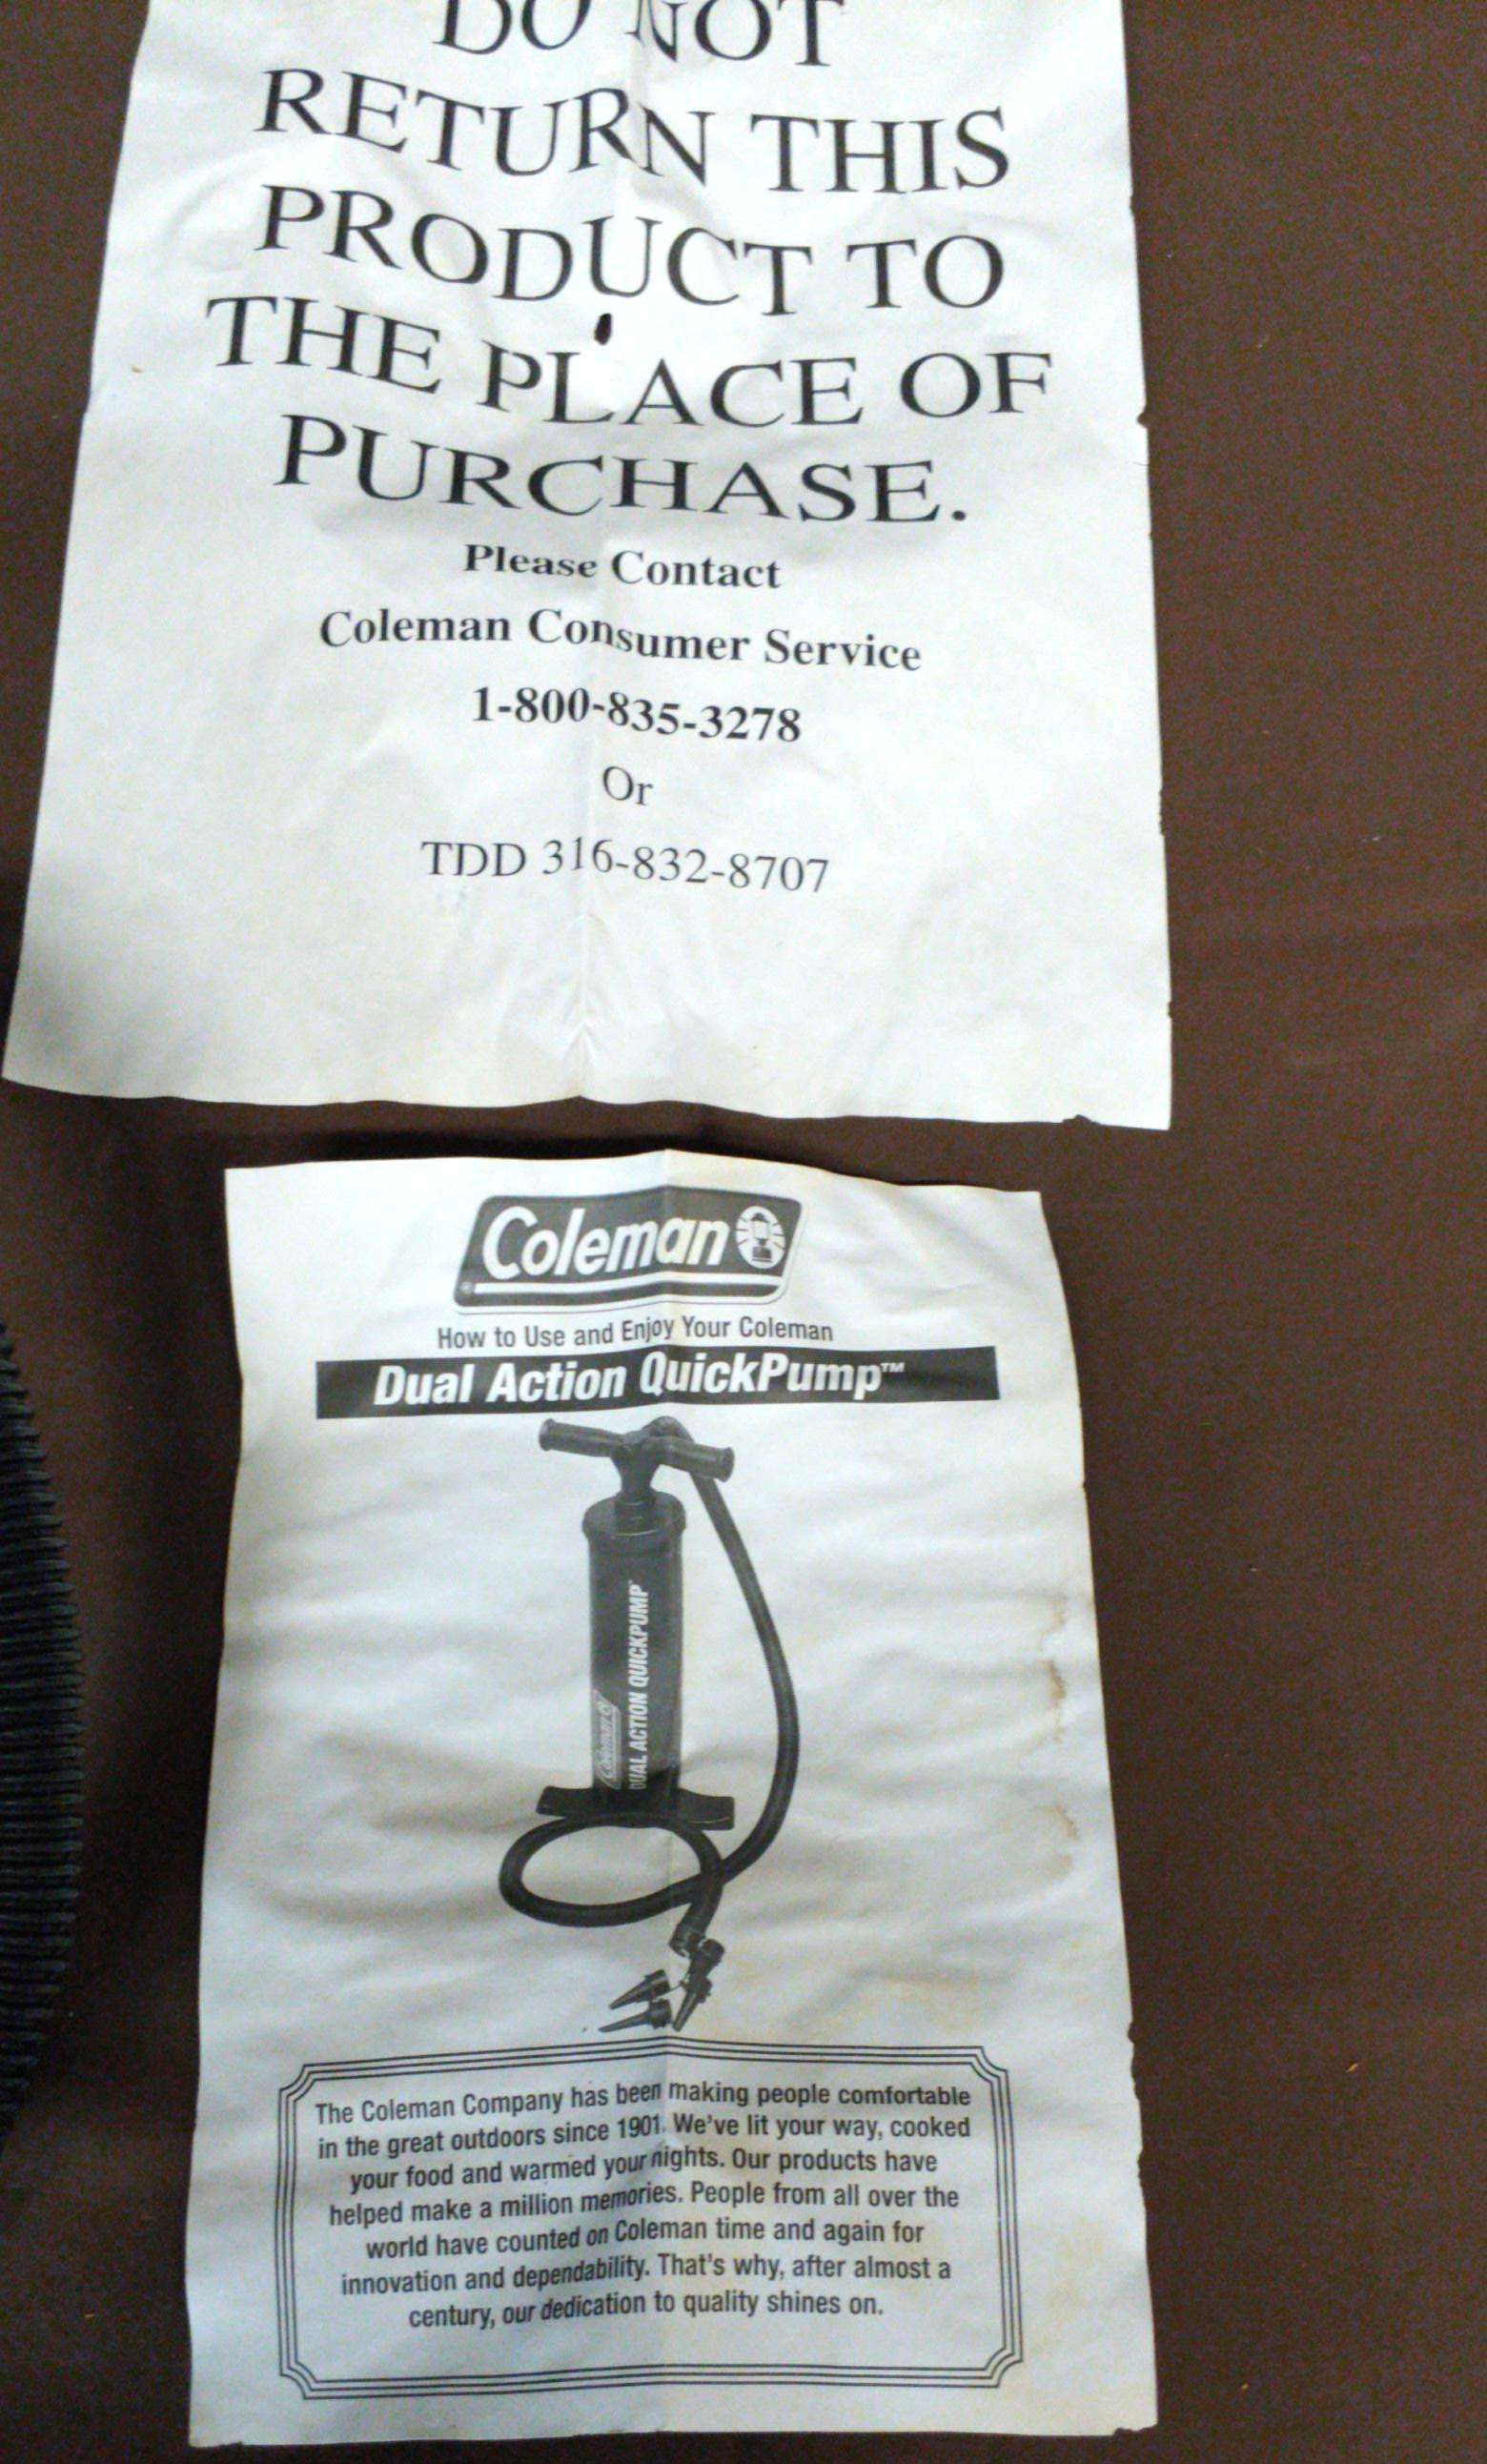 DO NOT
RETURN THIS
PRODUCT TO
THE PLACE OF
PURCHASE.
Please Contact
Coleman Consumer Service
1-800-835-3278
Or
TDD 316-832-8707
Coleman
How to Use and Enjoy Your Coleman
Dual Action QuickPump™
Coleman
DUAL ACTION QUICKPUMP
The Coleman Company has been making people comfortable
in the great outdoors since 1901. We've lit your way, cooked
your food and warmed your nights. Our products have
helped make a million memories. People from all over the
world have counted on Coleman time and again for
innovation and dependability. That's why, after almost a
century, our dedication to quality shines on.